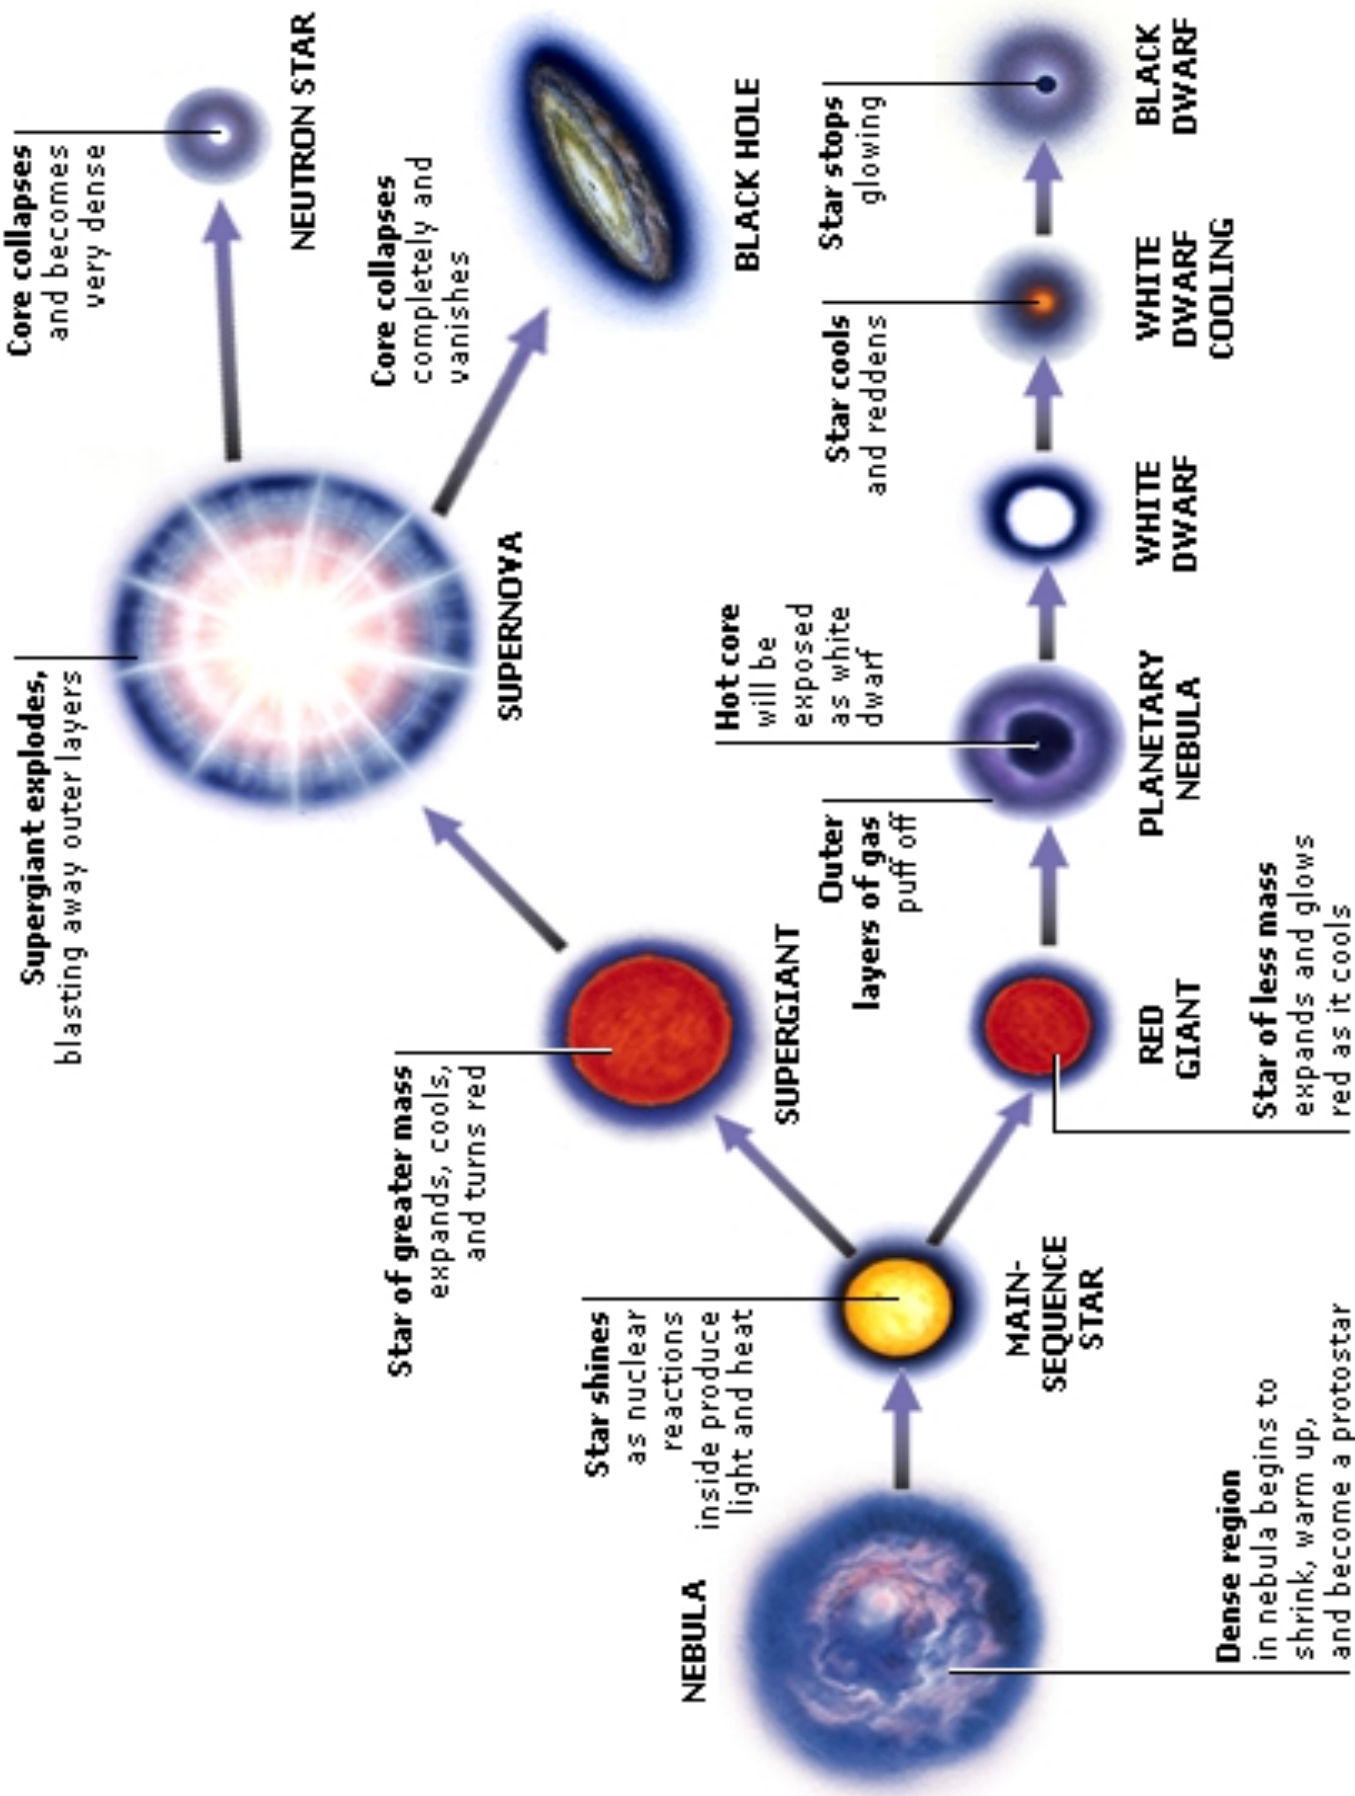 NEBULA
Dense region
in nebula begins to
shrink, warm up,
and become a protostar
Star shines
as nuclear
reactions
inside produce
light and heat
MAIN-
SEQUENCE
STAR
Star of greater mass
expands, cools,
and turns red
SUPERGIANT
Supergiant explodes,
blasting away outer layers
SUPERNOVA
Core collapses
and becomes
very dense
NEUTRON STAR
Core collapses
completely and
vanishes
BLACK HOLE
RED
GIANT
Star of less mass
expands and glows
red as it cools
Outer
layers of gas
puff off
Hot core
will be
exposed
as white
dwarf
PLANETARY
NEBULA
WHITE
DWARF
Star cools
and reddens
WHITE
DWARF
COOLING
Star stops
glowing
BLACK
DWARF